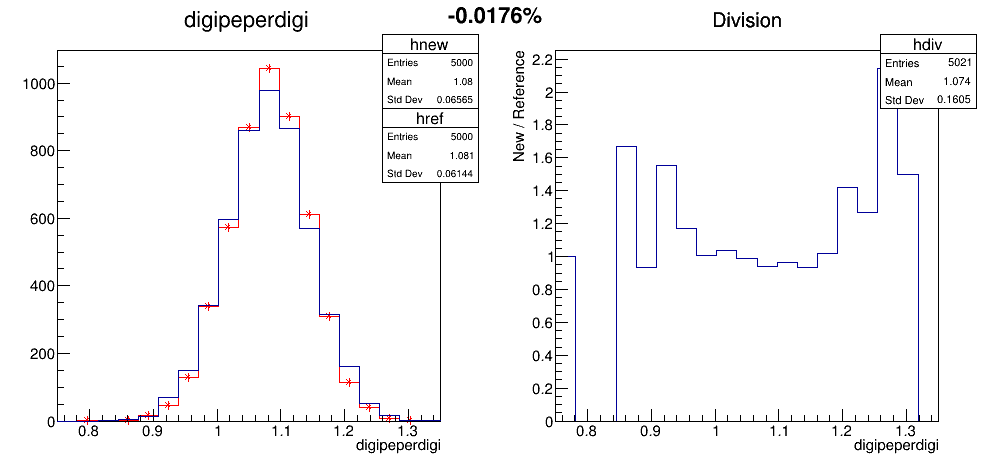 digipeperdigi
-0.0176%
Division
hnew
Entries 5000
Mean 1.08
Std Dev 0.06565
href
Entries 5000
Mean 1.081
Std Dev 0.06144
1000
800
600
400
200
0
0.8 0.9 1 1.1 1.2 1.3
digipeperdigi
hdiv
Entries 5021
Mean 1.074
Std Dev 0.1605
New / Reference
2.2
2
1.8
1.6
1.4
1.2
1
0.8
0.6
0.4
0.2
0
0.8 0.9 1 1.1 1.2 1.3
digipeperdigi